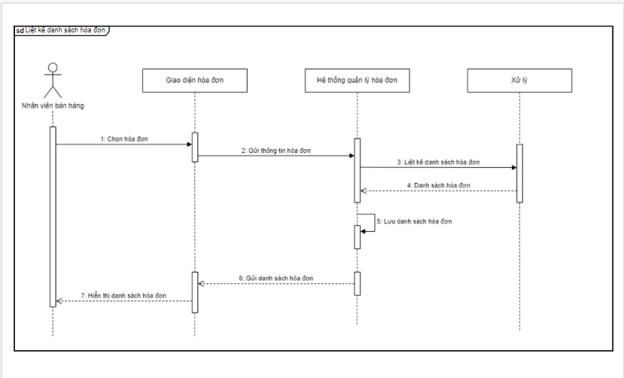 sd Liệt kê danh sách hóa đơn
Giao diện hóa đơn
Hệ thống quản lý hóa đơn
Xử lý
Nhân viên bán hàng
1: Chọn hóa đơn
2: Gửi thông tin hóa đơn
3: Liệt kê danh sách hóa đơn
4: Danh sách hóa đơn
5: Lưu danh sách hóa đơn
6: Gửi danh sách hóa đơn
7: Hiển thị danh sách hóa đơn